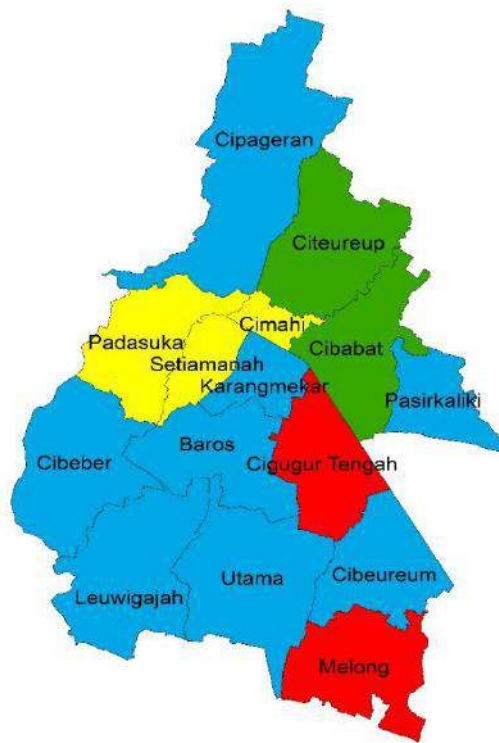 Cipageran
Citeureup
Cimahi
Padasuka
Cibabat
Setiamanah
Karangmekar
Pasirkaliki
Baros
Cibeber
Cigugur Tengah
Utama
Cibeureum
Leuwigajah
Melong